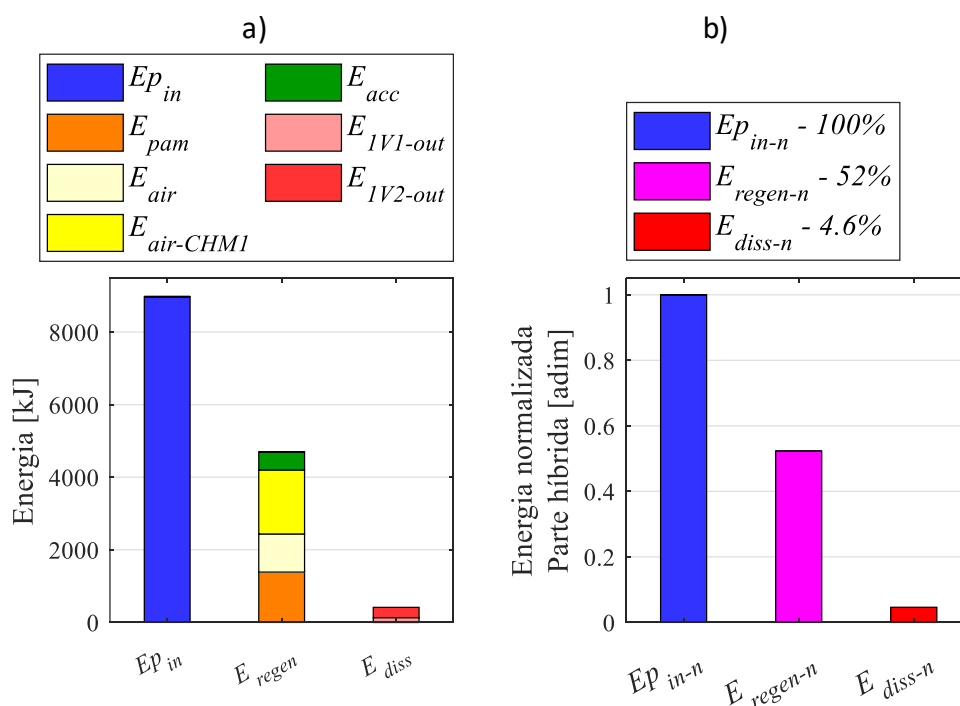 a)
Ep in
E pam
E air
E air-CHM1
E acc
E 1V1-out
E 1V2-out
Energia [kJ]
8000
6000
4000
2000
0
Ep in
E regen
E diss
b)
Ep in-n - 100%
E regen-n - 52%
E diss-n - 4.6%
Energia normalizada
Parte híbrida [adim]
1
0.8
0.6
0.4
0.2
0
Ep in-n
E regen-n
E diss-n